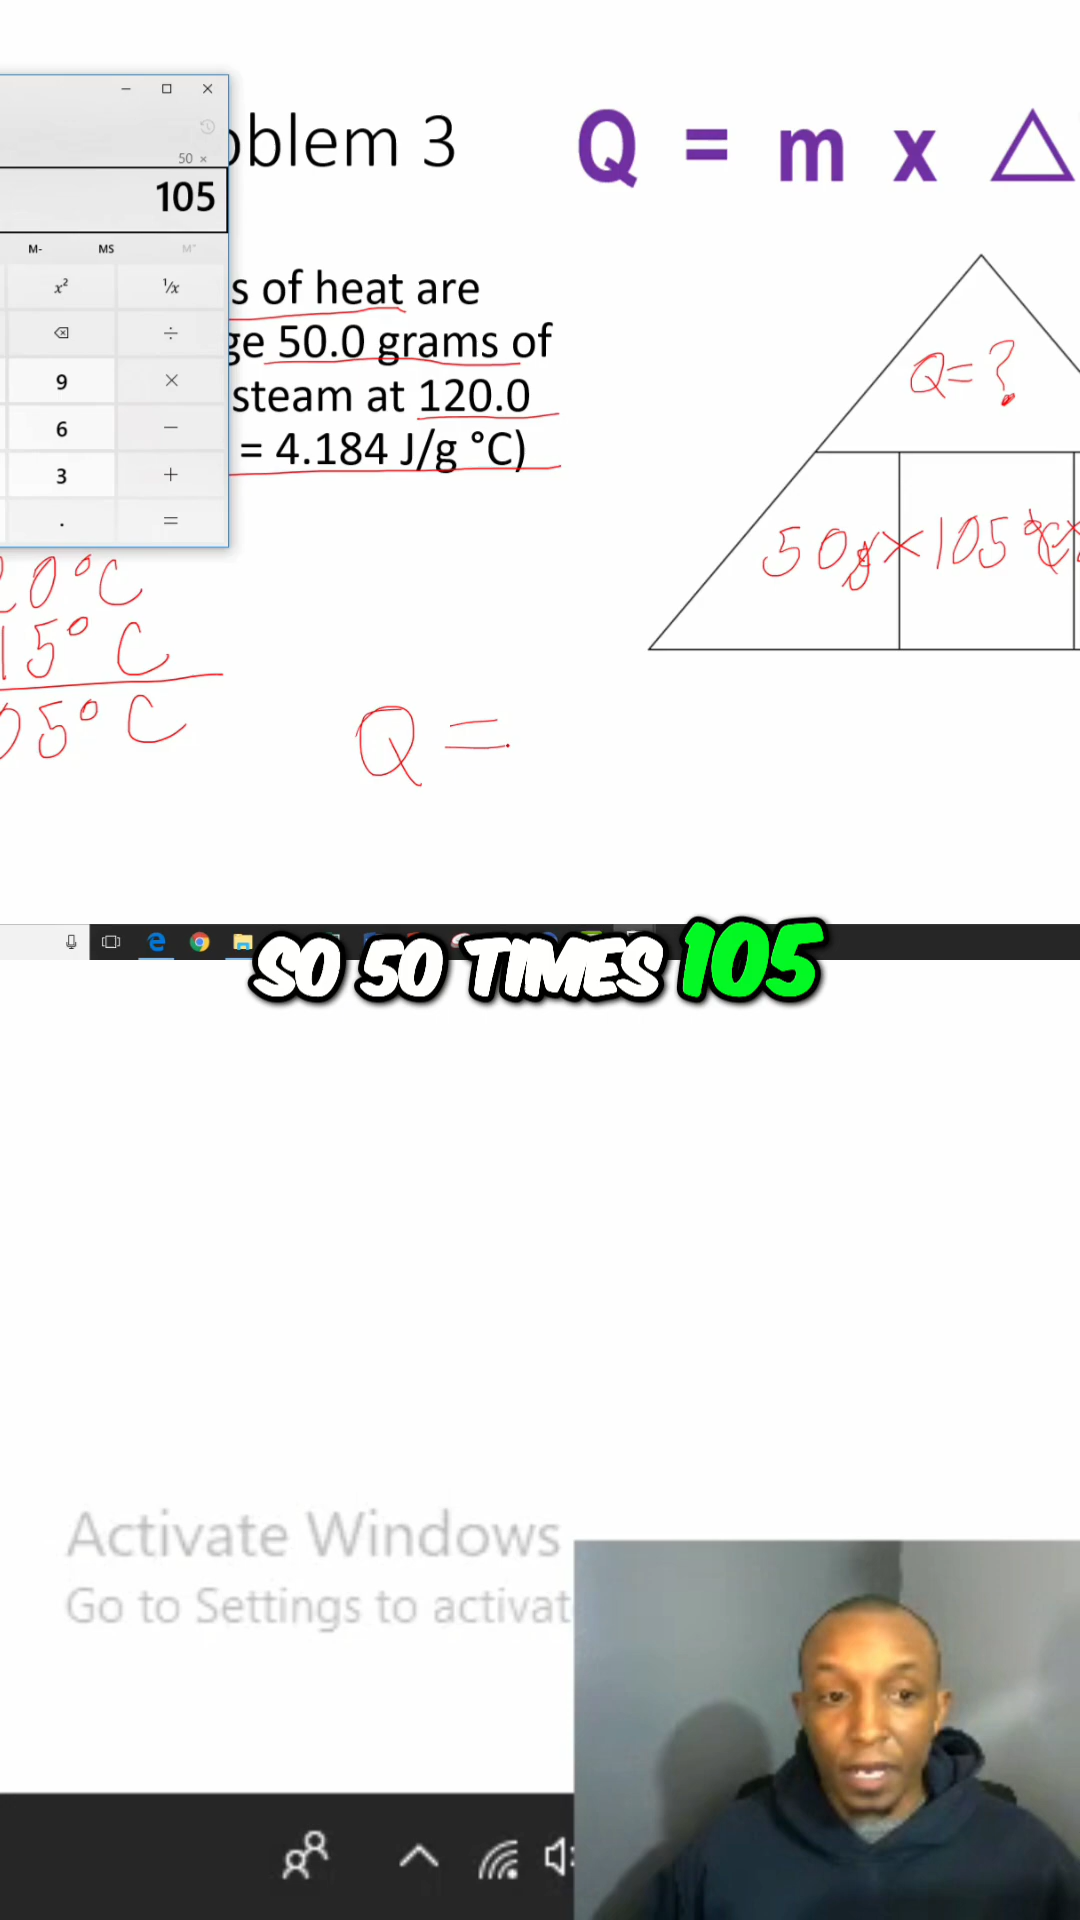 oblem 3
Q = m x △
50 ×
105
M- MS M˅
x² ¹/x
÷
9 ×
6 −
3 +
. =
s of heat are
ge 50.0 grams of
steam at 120.0
= 4.184 J/g °C)
Q= ?
50g×105°C×
20°C
15°C
05°C
Q =
SO 50 TIMES 105
Activate Windows
Go to Settings to activat